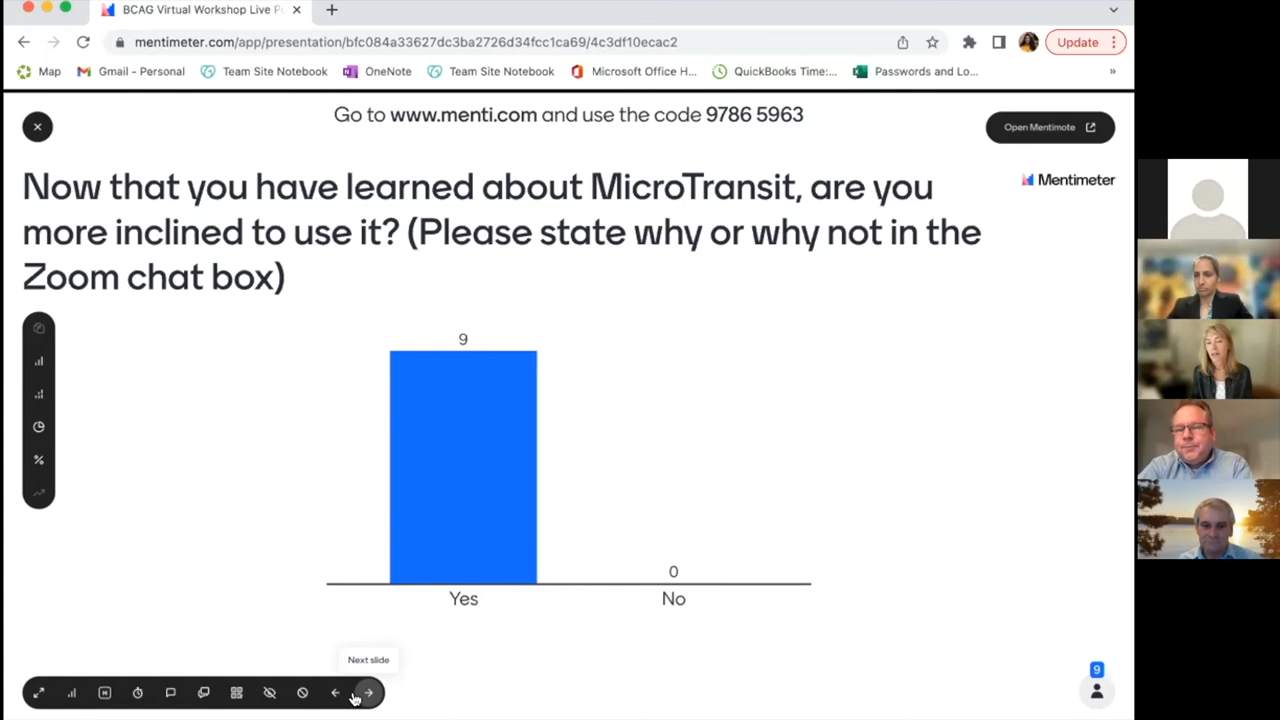 BCAG Virtual Workshop Live P
mentimeter.com/app/presentation/bfc084a33627dc3ba2726d34fcc1ca69/4c3df10ecac2
Update
Map
Gmail - Personal
Team Site Notebook
OneNote
Team Site Notebook
Microsoft Office H...
QuickBooks Time:...
Passwords and Lo...
»
Go to www.menti.com and use the code 9786 5963
Open Mentimote
Mentimeter
Now that you have learned about MicroTransit, are you
more inclined to use it? (Please state why or why not in the
Zoom chat box)
9
0
Yes
No
Next slide
9